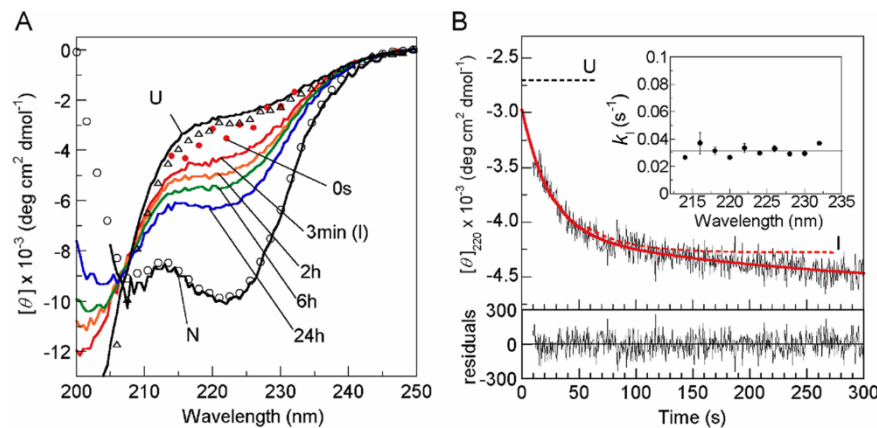 A
[θ] x 10⁻³ (deg cm² dmol⁻¹)
0
-2
-4
-6
-8
-10
-12
U
0s
3min (I)
2h
6h
24h
N
200 210 220 230 240 250
Wavelength (nm)
B
[θ]₂₂₀ x 10⁻³ (deg cm² dmol⁻¹)
-2.5
-3.0
-3.5
-4.0
-4.5
U
I
kI (s⁻¹)
0.1
0.08
0.06
0.04
0.02
0
215 220 225 230 235
Wavelength (nm)
residuals
300
0
-300
0 50 100 150 200 250 300
Time (s)